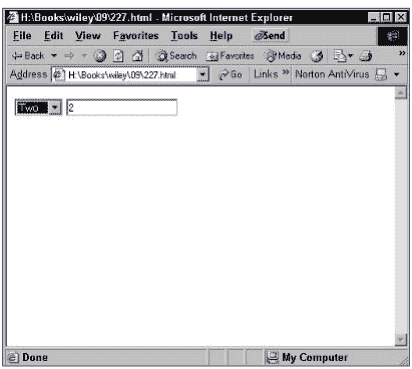 H:\Books\wiley\09\227.html - Microsoft Internet Explorer
File Edit View Favorites Tools Help Send
Back Search Favorites Media »
Address H:\Books\wiley\09\227.html Go Links » Norton AntiVirus
Two 2
Done My Computer